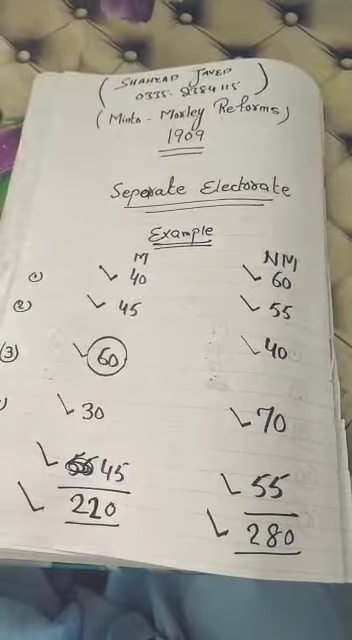 (SHAHZAD JAVED
0335-8384115)
(Minto-Morley Reforms)
1909
Seperate Electorate
Example
M NM
① 40 60
② 45 55
③ 60 40
30 70
45 55
220 280